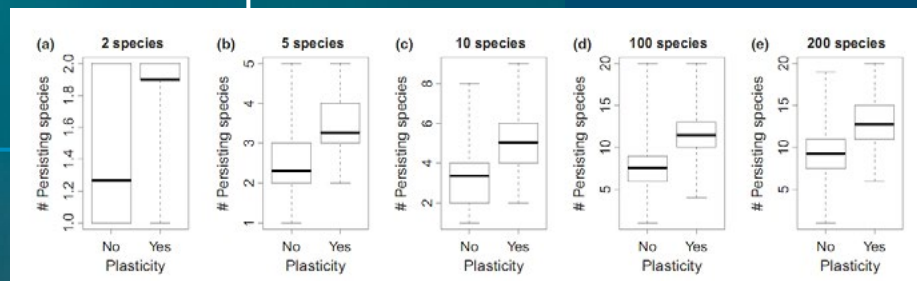 (a) 2 species
# Persisting species
1.0 1.2 1.4 1.6 1.8 2.0
No Yes
Plasticity
(b) 5 species
# Persisting species
1 2 3 4 5
No Yes
Plasticity
(c) 10 species
# Persisting species
2 4 6 8
No Yes
Plasticity
(d) 100 species
# Persisting species
5 10 15 20
No Yes
Plasticity
(e) 200 species
# Persisting species
5 10 15 20
No Yes
Plasticity